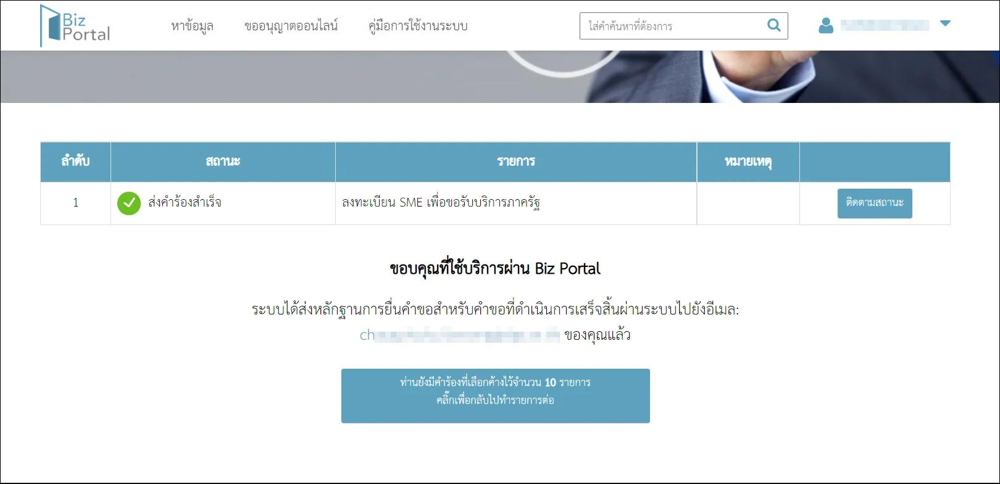 Biz
Portal
หาข้อมูล
ขออนุญาตออนไลน์
คู่มือการใช้งานระบบ
ใส่คำค้นหาที่ต้องการ
ลำดับ
สถานะ
รายการ
หมายเหตุ
1
ส่งคำร้องสำเร็จ
ลงทะเบียน SME เพื่อขอรับบริการภาครัฐ
ติดตามสถานะ
ขอบคุณที่ใช้บริการผ่าน Biz Portal
ระบบได้ส่งหลักฐานการยื่นคำขอสำหรับคำขอที่ดำเนินการเสร็จสิ้นผ่านระบบไปยังอีเมล:
ch ของคุณแล้ว
ท่านยังมีคำร้องที่เลือกค้างไว้จำนวน 10 รายการ
คลิ๊กเพื่อกลับไปทำรายการต่อ